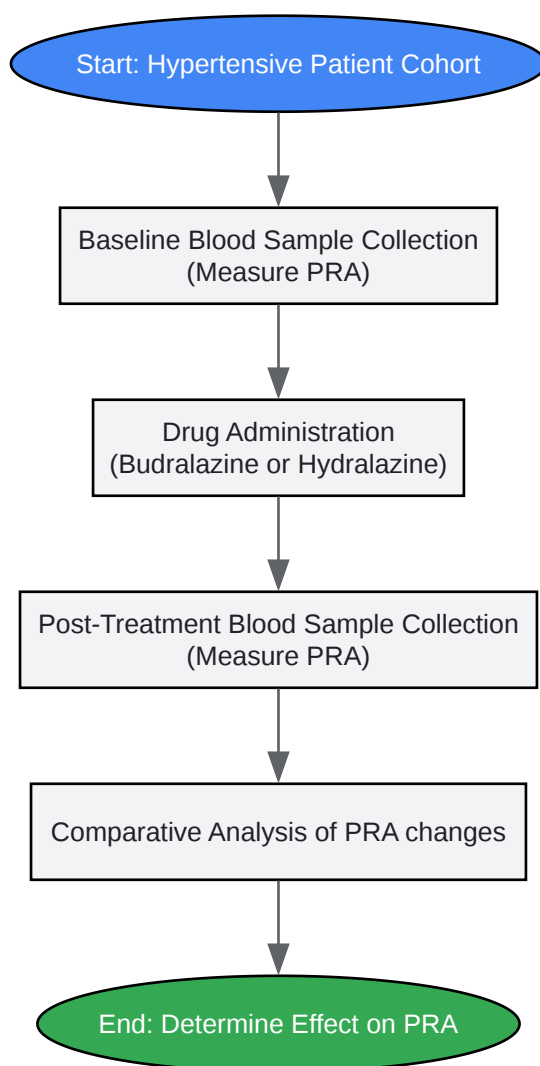 Start: Hypertensive Patient Cohort
Baseline Blood Sample Collection
(Measure PRA)
Drug Administration
(Budralazine or Hydralazine)
Post-Treatment Blood Sample Collection
(Measure PRA)
Comparative Analysis of PRA changes
End: Determine Effect on PRA